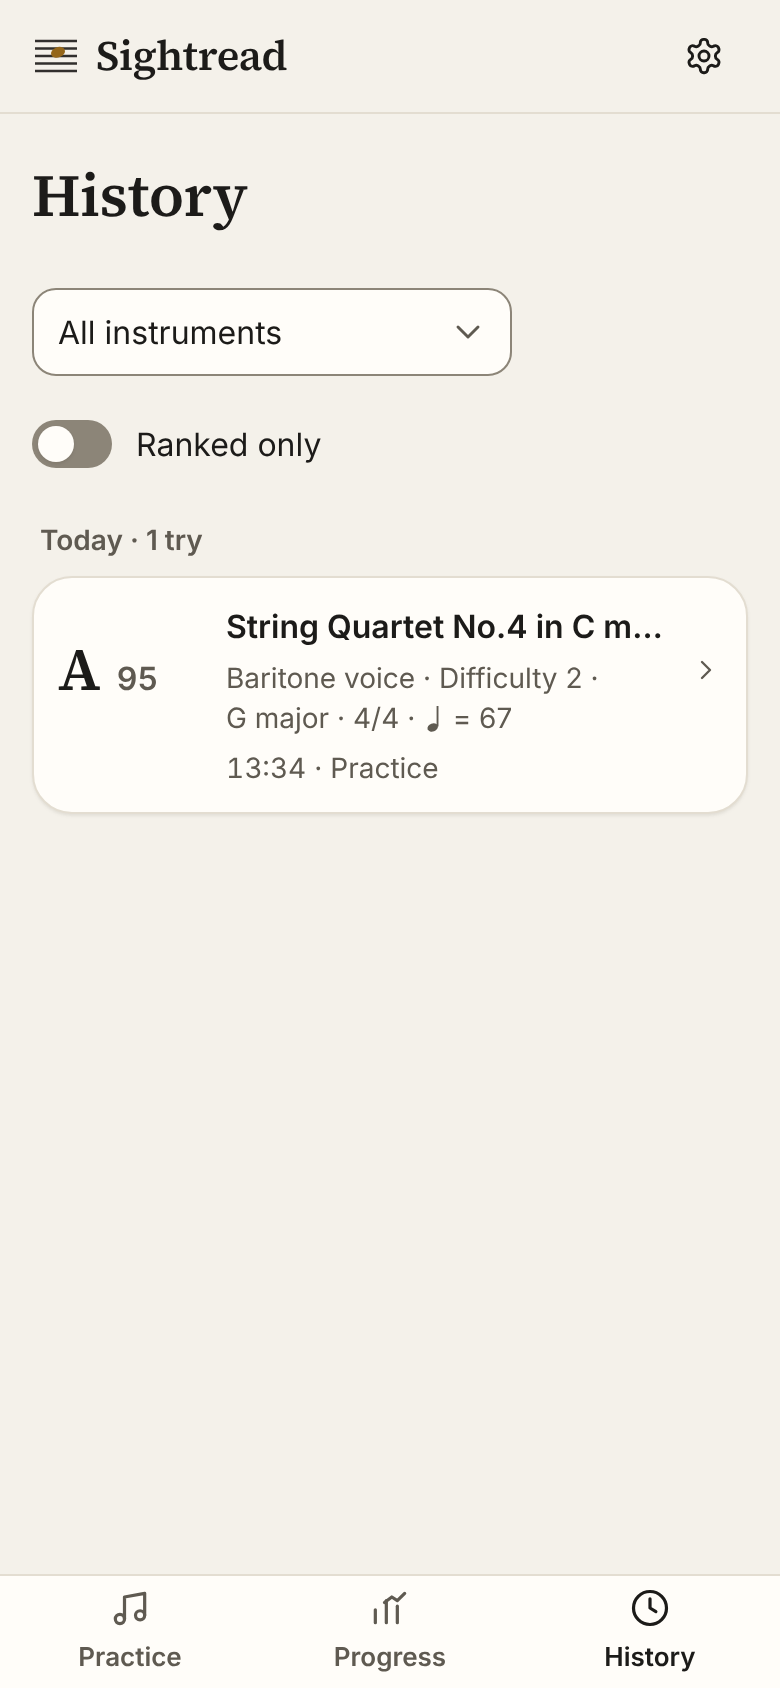 Sightread
History
All instruments
Ranked only
Today · 1 try
A 95
String Quartet No.4 in C m...
Baritone voice · Difficulty 2 ·
G major · 4/4 · ♩ = 67
13:34 · Practice
Practice
Progress
History